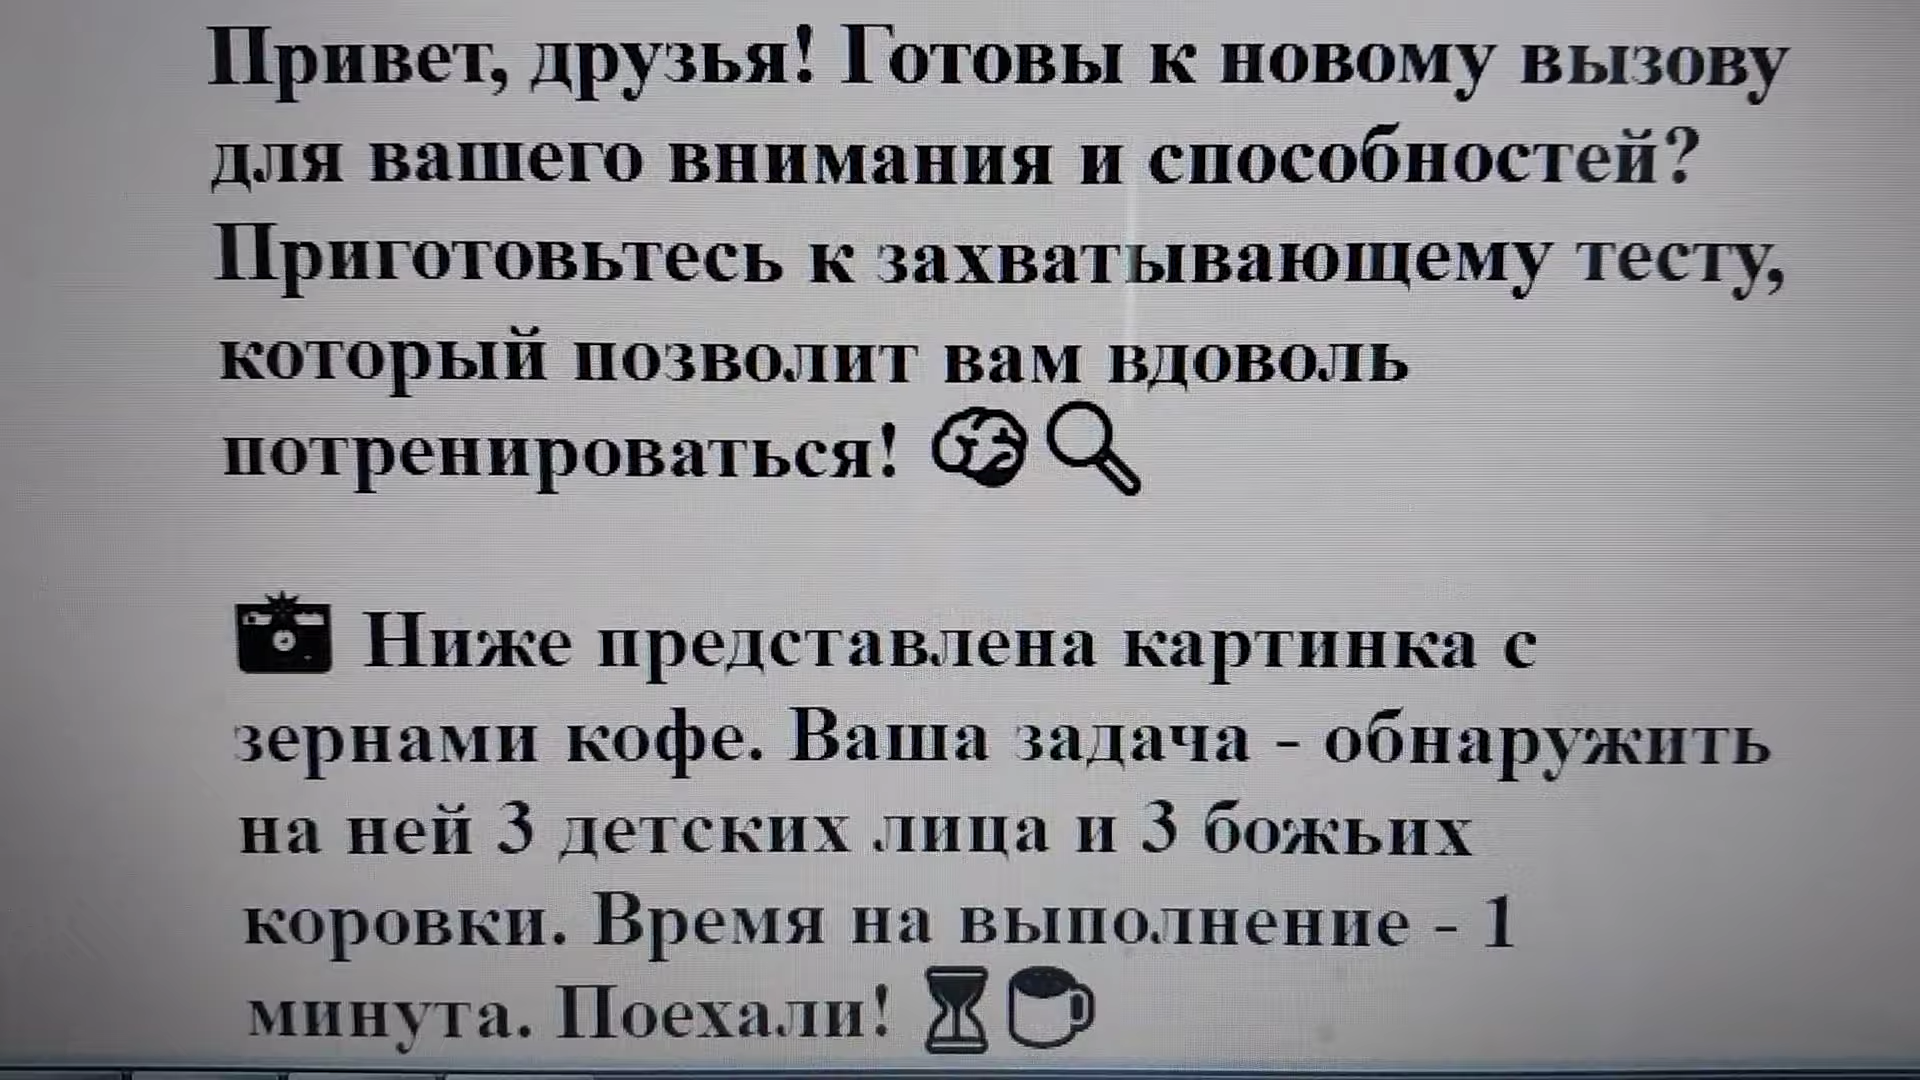 Привет, друзья! Готовы к новому вызову
для вашего внимания и способностей?
Приготовьтесь к захватывающему тесту,
который позволит вам вдоволь
потренироваться!
Ниже представлена картинка с
зернами кофе. Ваша задача - обнаружить
на ней 3 детских лица и 3 божьих
коровки. Время на выполнение - 1
минута. Поехали!